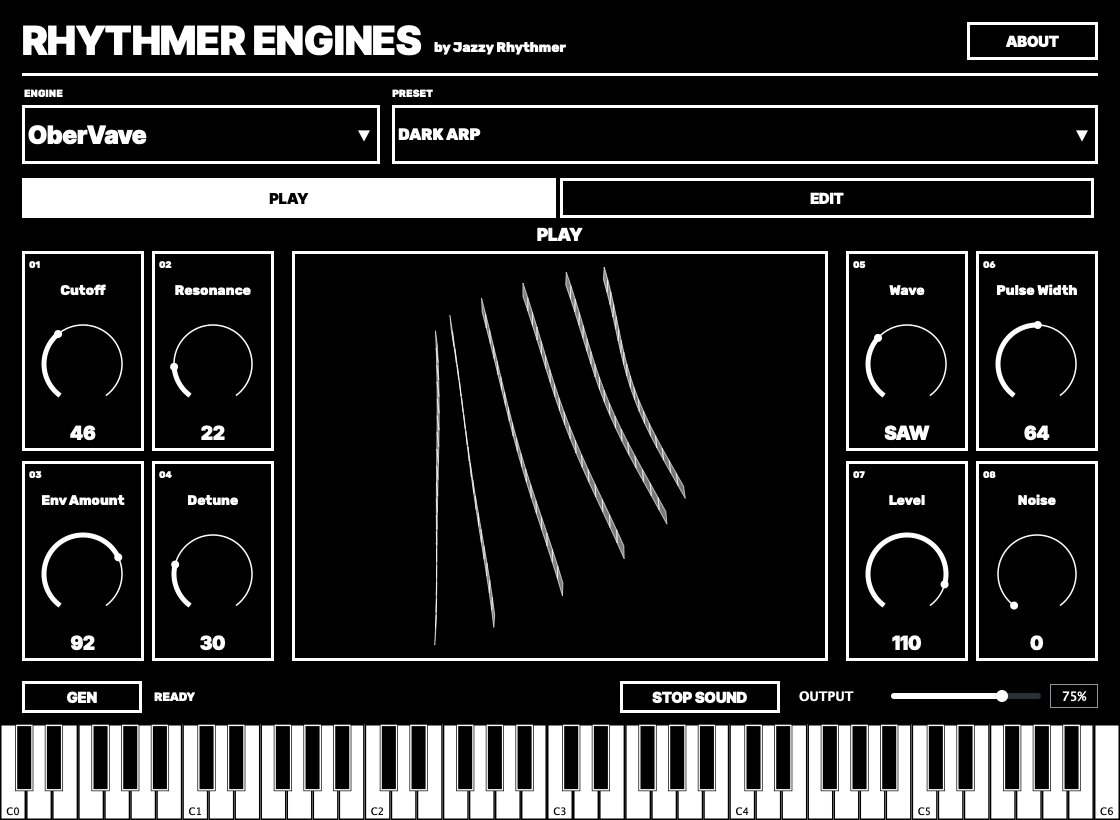 RHYTHMER ENGINES by Jazzy Rhythmer
ABOUT
ENGINE
PRESET
OberVave ▼
DARK ARP ▼
PLAY
EDIT
PLAY
01
Cutoff
46
02
Resonance
22
03
Env Amount
92
04
Detune
30
05
Wave
SAW
06
Pulse Width
64
07
Level
110
08
Noise
0
GEN
READY
STOP SOUND
OUTPUT
75%
C0
C1
C2
C3
C4
C5
C6